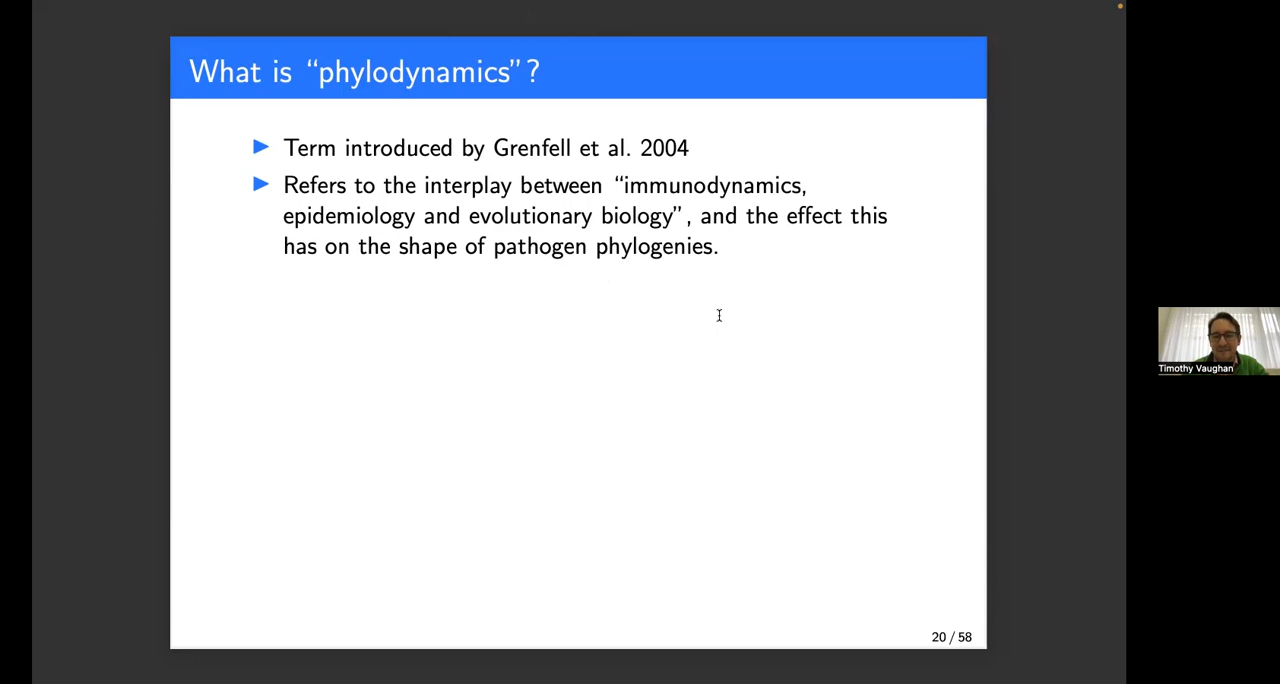 What is “phylodynamics”?
Term introduced by Grenfell et al. 2004
Refers to the interplay between “immunodynamics,
epidemiology and evolutionary biology”, and the effect this
has on the shape of pathogen phylogenies.
Timothy Vaughan
20 / 58